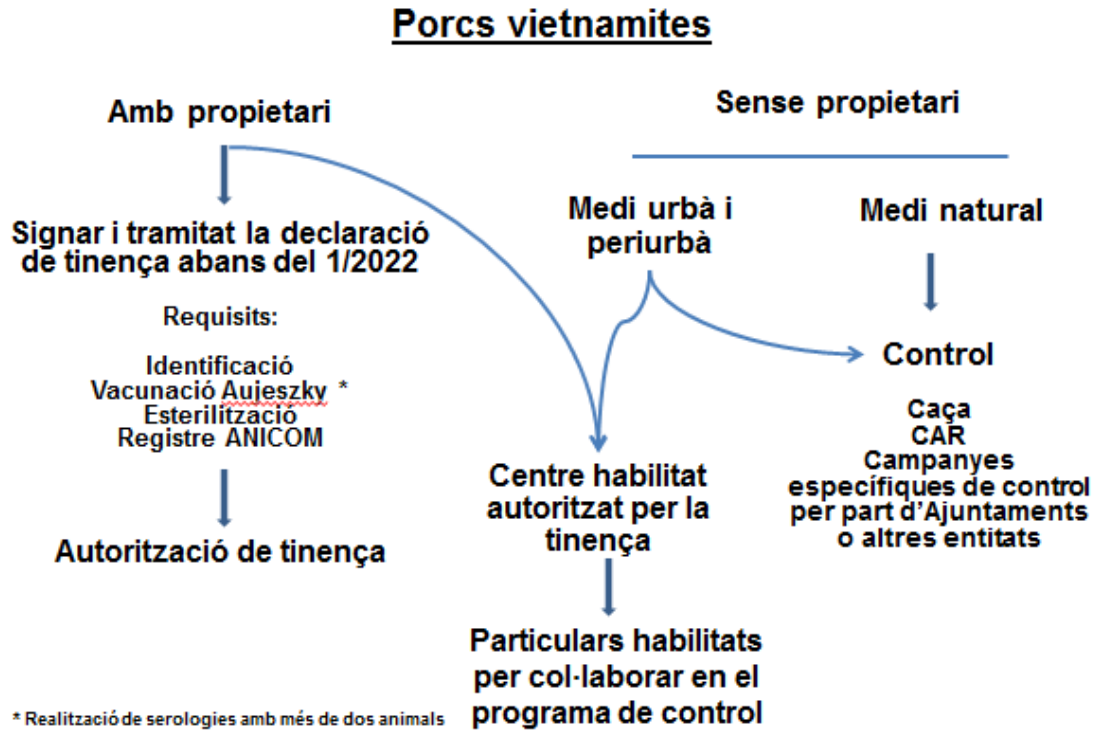 Porcs vietnamites
Amb propietari
Sense propietari
Signar i tramitat la declaració
de tinença abans del 1/2022
Requisits:
Identificació
Vacunació Aujeszky *
Esterilització
Registre ANICOM
Autorització de tinença
Medi urbà i
periurbà
Medi natural
Control
Caça
CAR
Campanyes
específiques de control
per part d’Ajuntaments
o altres entitats
Centre habilitat
autoritzat per la
tinença
Particulars habilitats
per col·laborar en el
programa de control
* Realització de serologies amb més de dos animals